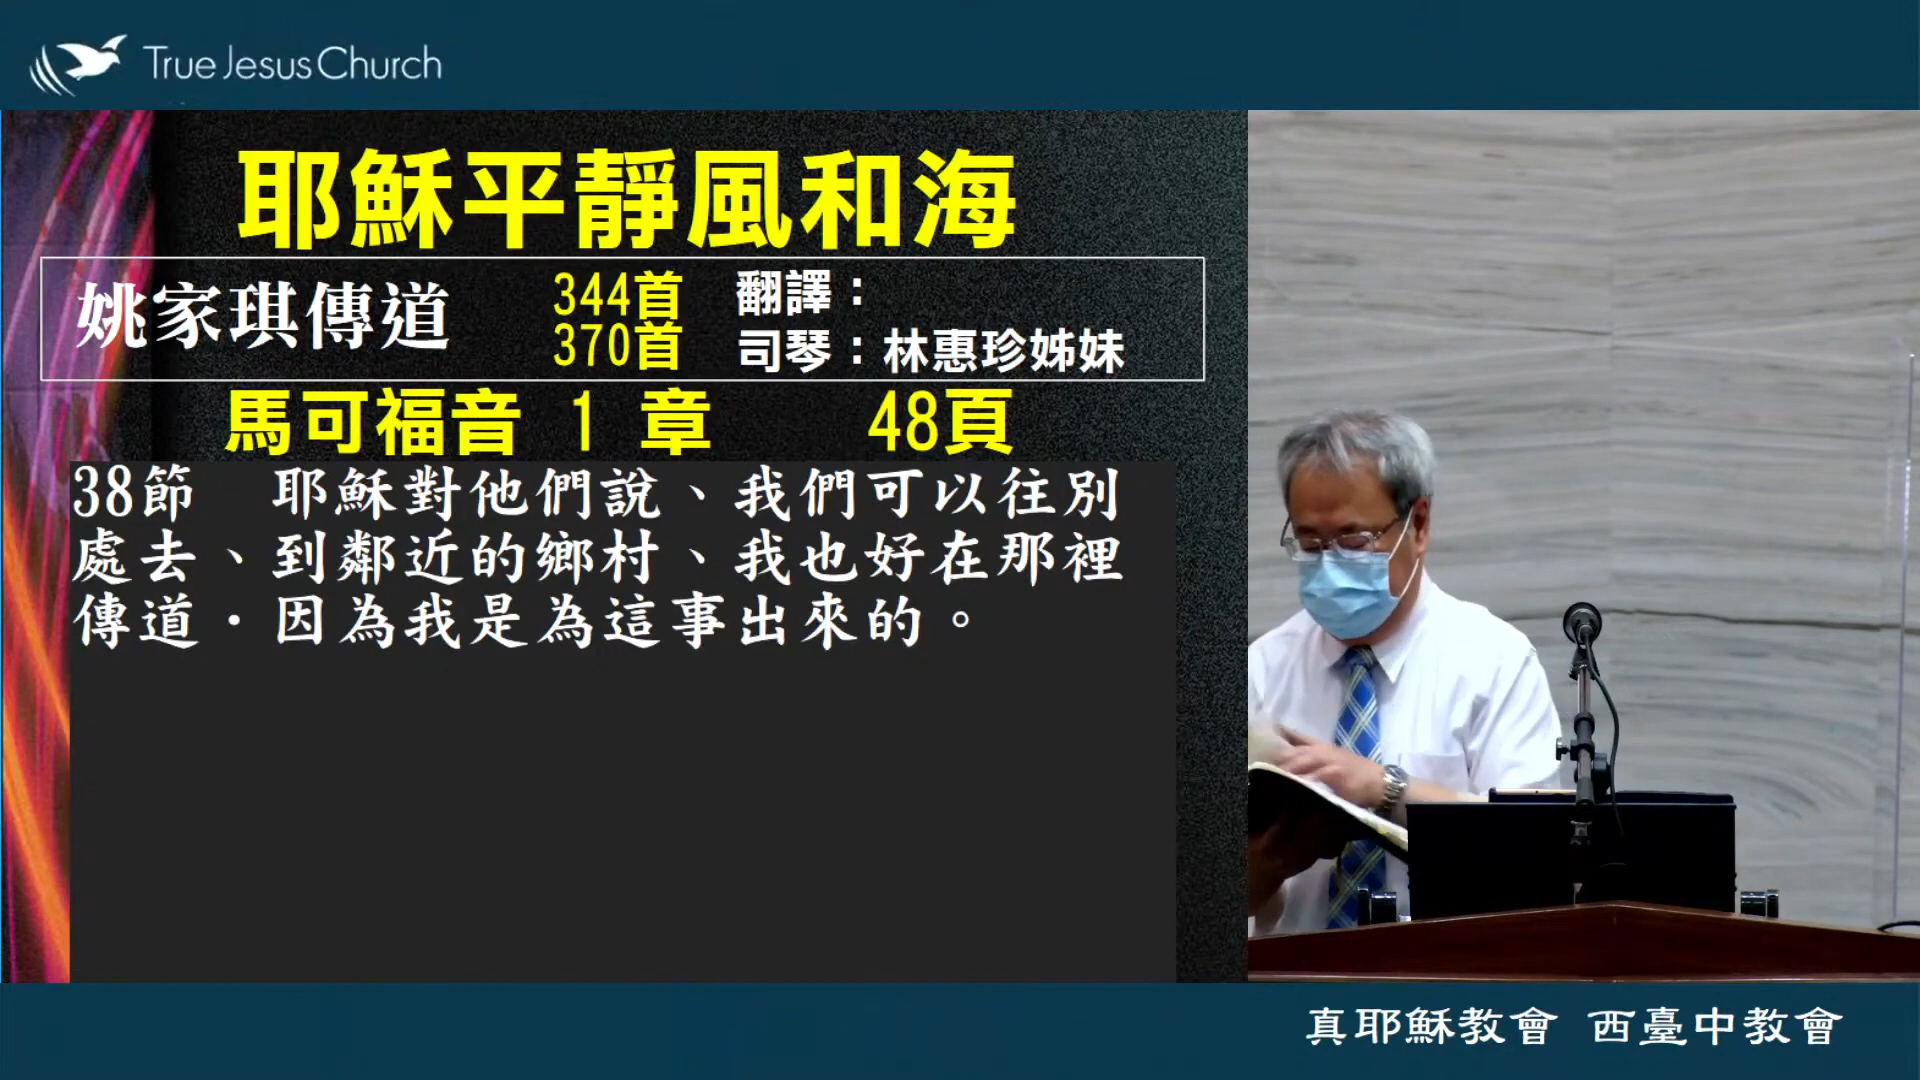 True Jesus Church
耶穌平靜風和海
姚家琪傳道
344首
370首
翻譯：
司琴：林惠珍姊妹
馬可福音 1 章 48頁
38節 耶穌對他們說、我們可以往別
處去、到鄰近的鄉村、我也好在那裡
傳道．因為我是為這事出來的。
真耶穌教會 西臺中教會